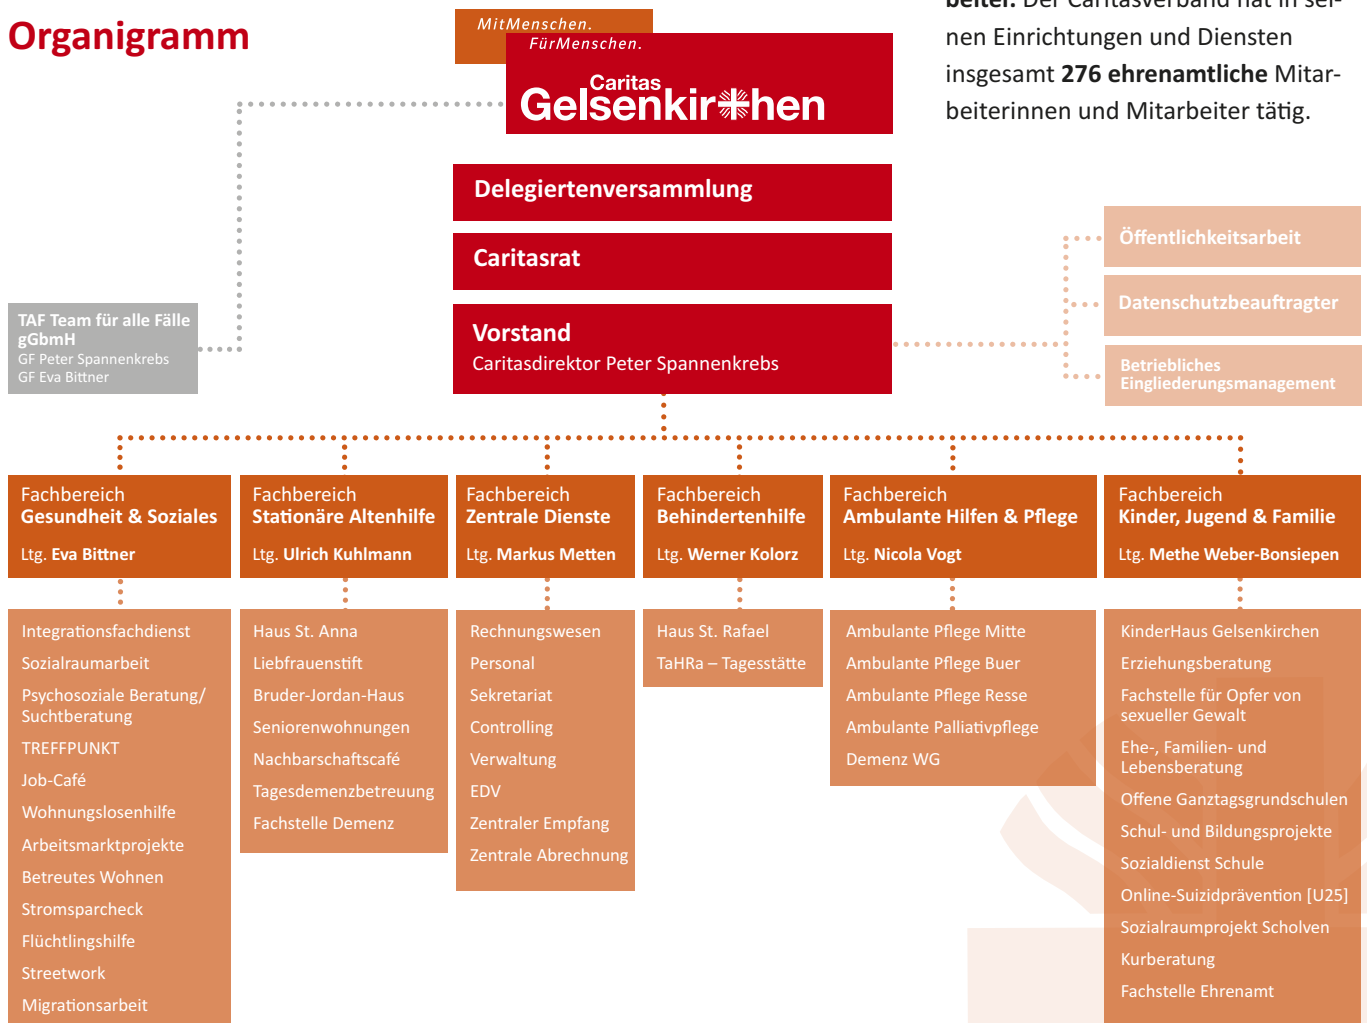 Organigramm
MitMenschen.
FürMenschen.
Caritas
Gelsenkirchen
beiter. Der Caritasverband hat in sei-
nen Einrichtungen und Diensten
insgesamt 276 ehrenamtliche Mitar-
beiterinnen und Mitarbeiter tätig.
Delegiertenversammlung
Caritasrat
Vorstand
Caritasdirektor Peter Spannenkrebs
TAF Team für alle Fälle
gGbmH
GF Peter Spannenkrebs
GF Eva Bittner
Öffentlichkeitsarbeit
Datenschutzbeauftragter
Betriebliches
Eingliederungsmanagement
Fachbereich
Gesundheit & Soziales
Ltg. Eva Bittner
Integrationsfachdienst
Sozialraumarbeit
Psychosoziale Beratung/
Suchtberatung
TREFFPUNKT
Job-Café
Wohnungslosenhilfe
Arbeitsmarktprojekte
Betreutes Wohnen
Stromsparcheck
Flüchtlingshilfe
Streetwork
Migrationsarbeit
Fachbereich
Stationäre Altenhilfe
Ltg. Ulrich Kuhlmann
Haus St. Anna
Liebfrauenstift
Bruder-Jordan-Haus
Seniorenwohnungen
Nachbarschaftscafé
Tagesdemenzbetreuung
Fachstelle Demenz
Fachbereich
Zentrale Dienste
Ltg. Markus Metten
Rechnungswesen
Personal
Sekretariat
Controlling
Verwaltung
EDV
Zentraler Empfang
Zentrale Abrechnung
Fachbereich
Behindertenhilfe
Ltg. Werner Kolorz
Haus St. Rafael
TaHRa – Tagesstätte
Fachbereich
Ambulante Hilfen & Pflege
Ltg. Nicola Vogt
Ambulante Pflege Mitte
Ambulante Pflege Buer
Ambulante Pflege Resse
Ambulante Palliativpflege
Demenz WG
Fachbereich
Kinder, Jugend & Familie
Ltg. Methe Weber-Bonsiepen
KinderHaus Gelsenkirchen
Erziehungsberatung
Fachstelle für Opfer von
sexueller Gewalt
Ehe-, Familien- und
Lebensberatung
Offene Ganztagsgrundschulen
Schul- und Bildungsprojekte
Sozialdienst Schule
Online-Suizidprävention [U25]
Sozialraumprojekt Scholven
Kurberatung
Fachstelle Ehrenamt